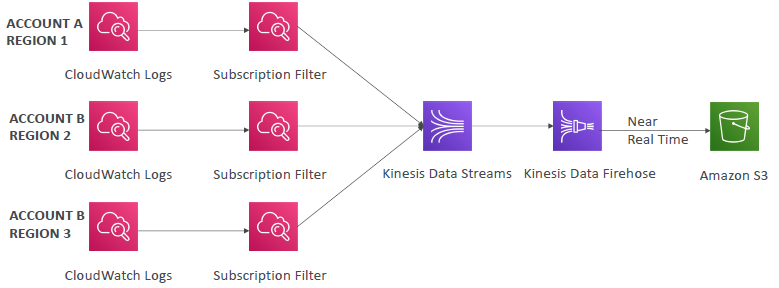 ACCOUNT A
REGION 1
CloudWatch Logs
Subscription Filter
ACCOUNT B
REGION 2
CloudWatch Logs
Subscription Filter
Kinesis Data Streams
Kinesis Data Firehose
Near
Real Time
Amazon S3
ACCOUNT B
REGION 3
CloudWatch Logs
Subscription Filter